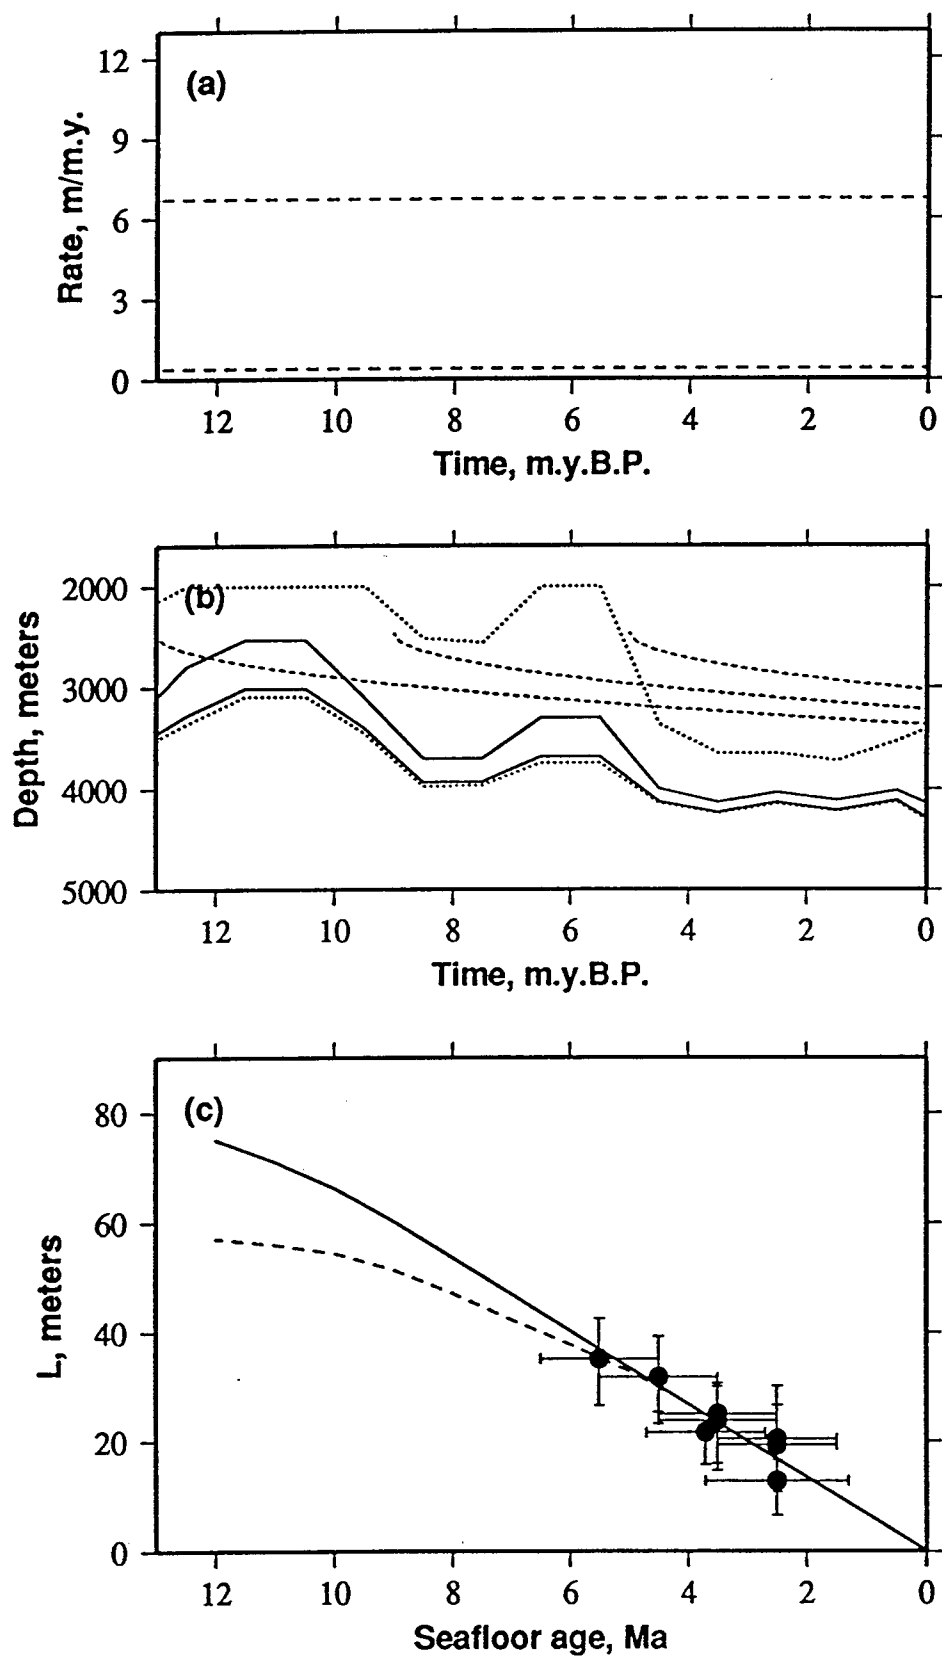 (a)
Rate, m/m.y.
12
9
6
3
0
12 10 8 6 4 2 0
Time, m.y.B.P.
(b)
Depth, meters
2000
3000
4000
5000
12 10 8 6 4 2 0
Time, m.y.B.P.
(c)
L, meters
80
60
40
20
0
12 10 8 6 4 2 0
Seafloor age, Ma